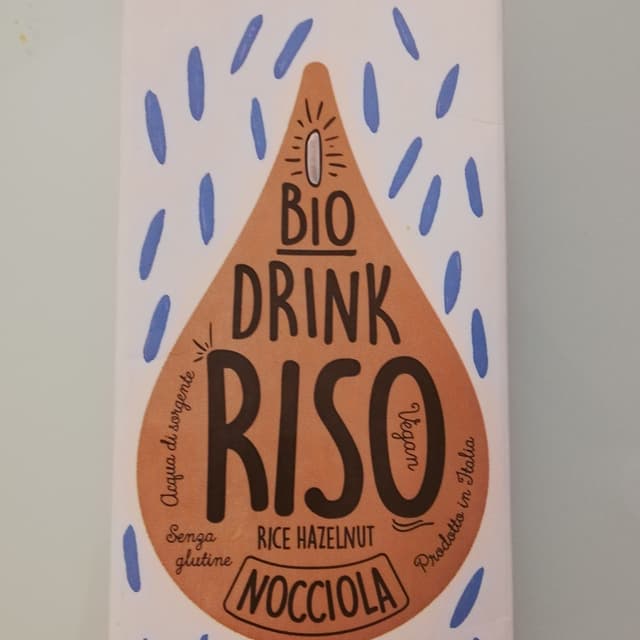 BIO
DRINK
RISO
Vegan
Acqua di sorgente
Prodotto in Italia
Senza
glutine
RICE HAZELNUT
NOCCIOLA